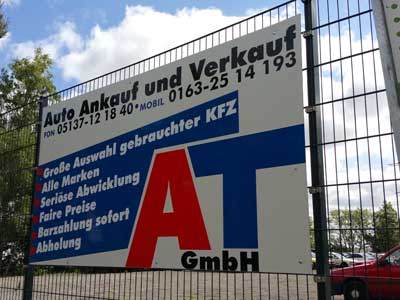 Auto Ankauf und Verkauf
FON 05137-12 18 40 • MOBIL 0163-25 14 193
Große Auswahl gebrauchter KFZ
Alle Marken
Seriöse Abwicklung
Faire Preise
Barzahlung sofort
Abholung
AT
GmbH